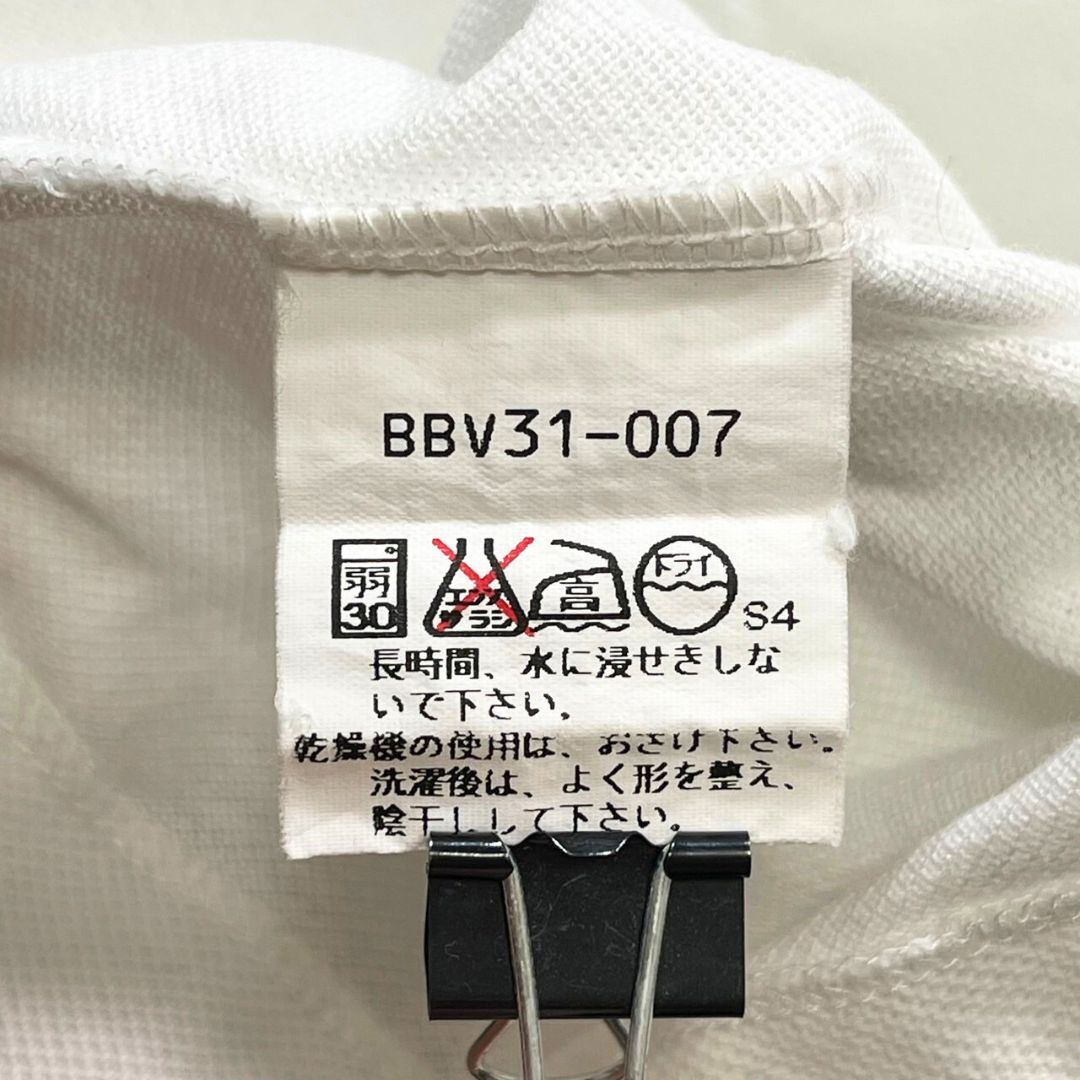 BBV31-007
弱 30 エンソ サラシ 高 ドライ S4
長時間、水に浸せきしな
いで下さい。
乾燥機の使用は、おさけ下さい。
洗濯後は、よく形を整え、
陰干しして下さい。